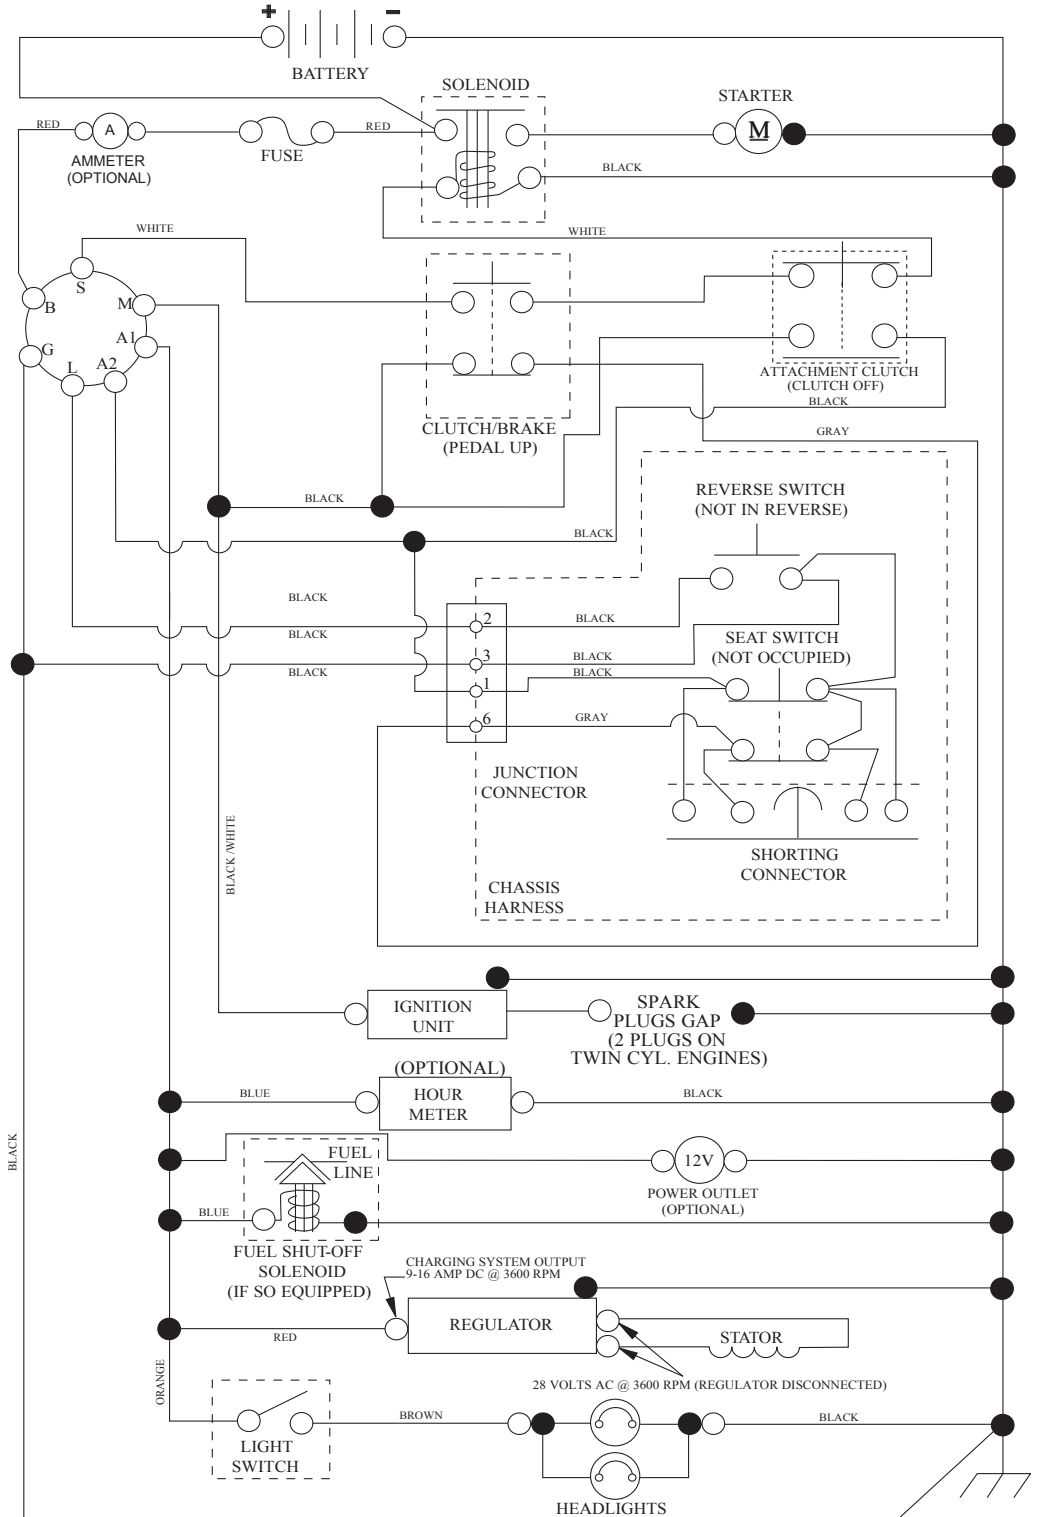 + -
BATTERY
SOLENOID
STARTER
RED
A
RED
M
AMMETER
(OPTIONAL)
FUSE
BLACK
WHITE
WHITE
S
B
M
A1
G
L
A2
ATTACHMENT CLUTCH
(CLUTCH OFF)
BLACK
CLUTCH/BRAKE
(PEDAL UP)
GRAY
BLACK
REVERSE SWITCH
(NOT IN REVERSE)
BLACK
BLACK
2
BLACK
BLACK
SEAT SWITCH
(NOT OCCUPIED)
3
BLACK
BLACK
BLACK
1
6
GRAY
JUNCTION
CONNECTOR
BLACK /WHITE
SHORTING
CONNECTOR
CHASSIS
HARNESS
IGNITION
UNIT
SPARK
PLUGS GAP
(2 PLUGS ON
TWIN CYL. ENGINES)
(OPTIONAL)
HOUR
METER
BLUE
BLACK
BLACK
FUEL
LINE
12V
POWER OUTLET
(OPTIONAL)
BLUE
FUEL SHUT-OFF
SOLENOID
(IF SO EQUIPPED)
CHARGING SYSTEM OUTPUT
9-16 AMP DC @ 3600 RPM
REGULATOR
RED
STATOR
28 VOLTS AC @ 3600 RPM (REGULATOR DISCONNECTED)
ORANGE
BROWN
BLACK
LIGHT
SWITCH
HEADLIGHTS